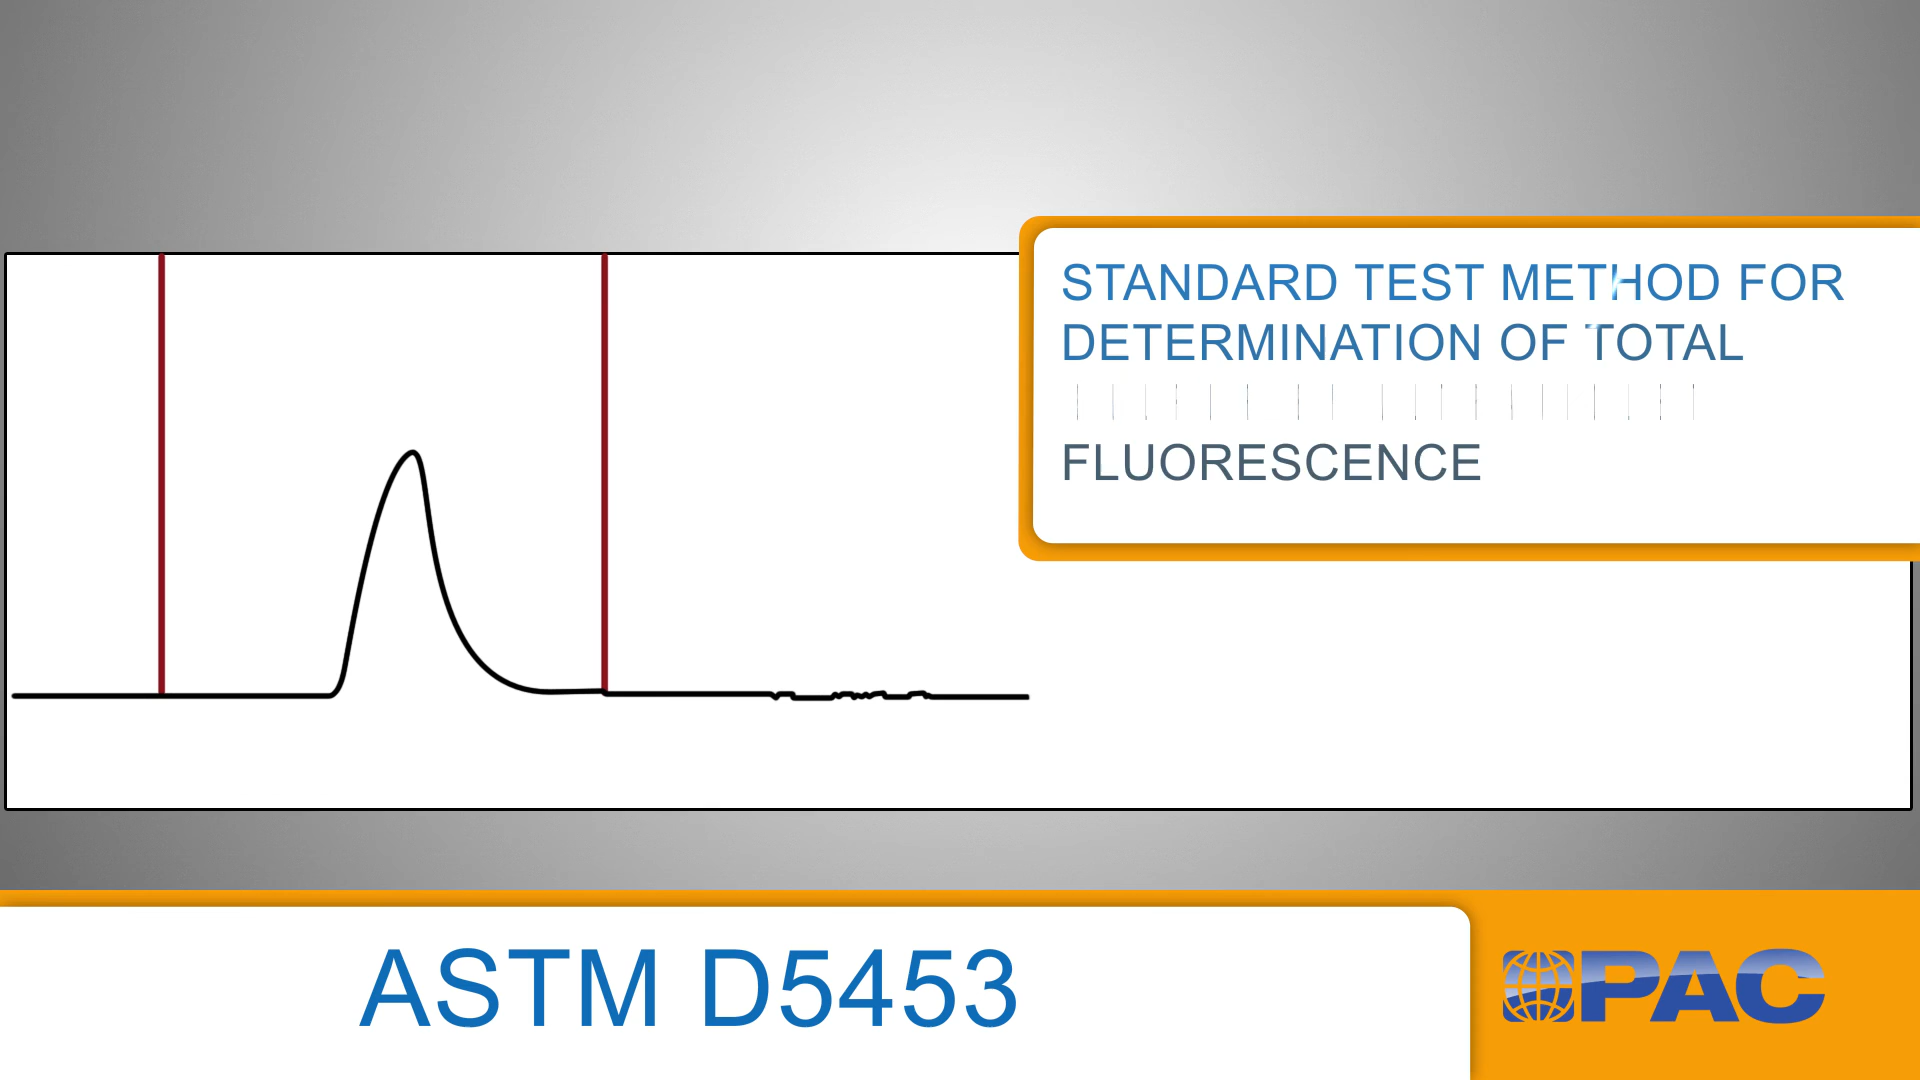 STANDARD TEST METHOD FOR
DETERMINATION OF TOTAL
FLUORESCENCE
ASTM D5453
PAC